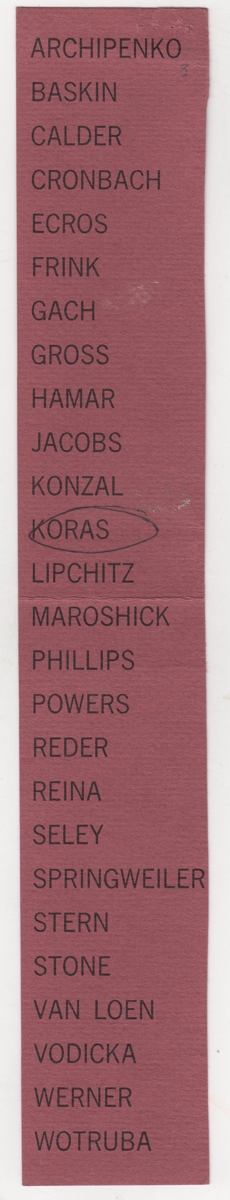 ARCHIPENKO
BASKIN
CALDER
CRONBACH
ECROS
FRINK
GACH
GROSS
HAMAR
JACOBS
KONZAL
KORAS
LIPCHITZ
MAROSHICK
PHILLIPS
POWERS
REDER
REINA
SELEY
SPRINGWEILER
STERN
STONE
VAN LOEN
VODICKA
WERNER
WOTRUBA